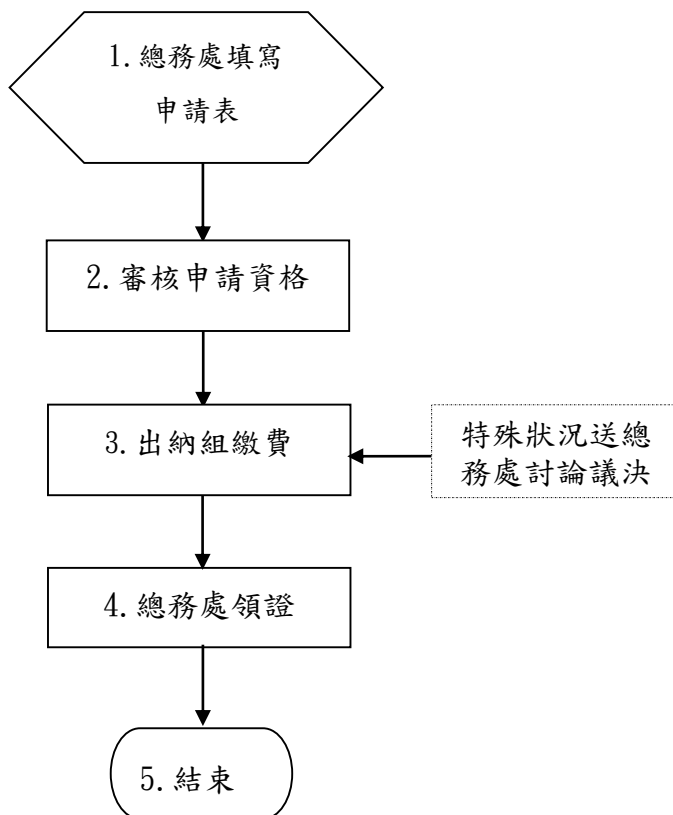 1.總務處填寫
申請表
2.審核申請資格
3.出納組繳費
特殊狀況送總
務處討論議決
4.總務處領證
5.結束